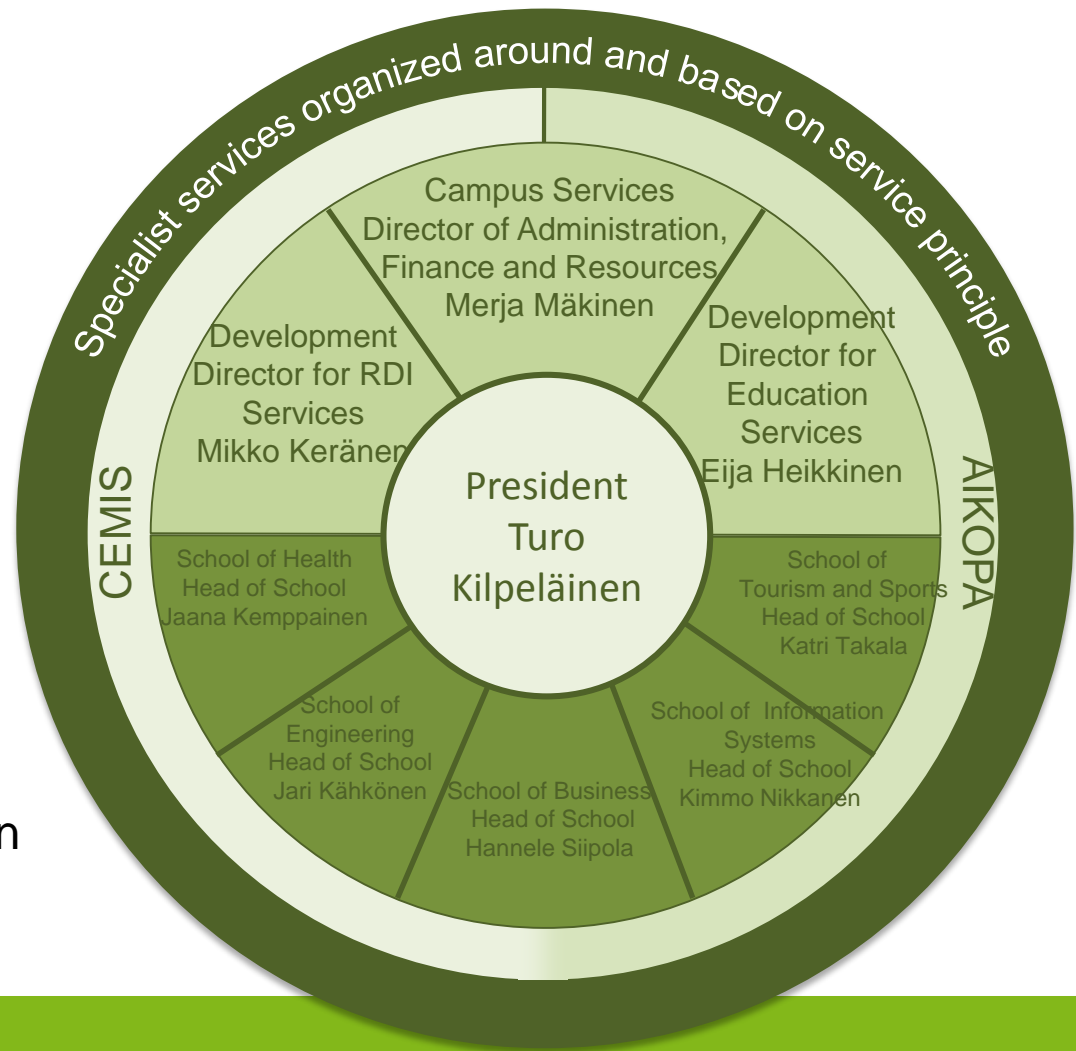 Specialist services organized around and based on service principle
Campus Services
Director of Administration,
Finance and Resources
Merja Mäkinen
Development
Director for RDI
Services
Mikko Keränen
Development
Director for
Education
Services
Eija Heikkinen
CEMIS
President
Turo
Kilpeläinen
AIKOPA
School of Health
Head of School
Jaana Kemppainen
School of
Tourism and Sports
Head of School
Katri Takala
School of
Engineering
Head of School
Jari Kähkönen
School of Information
Systems
Head of School
Kimmo Nikkanen
School of Business
Head of School
Hannele Siipola
n